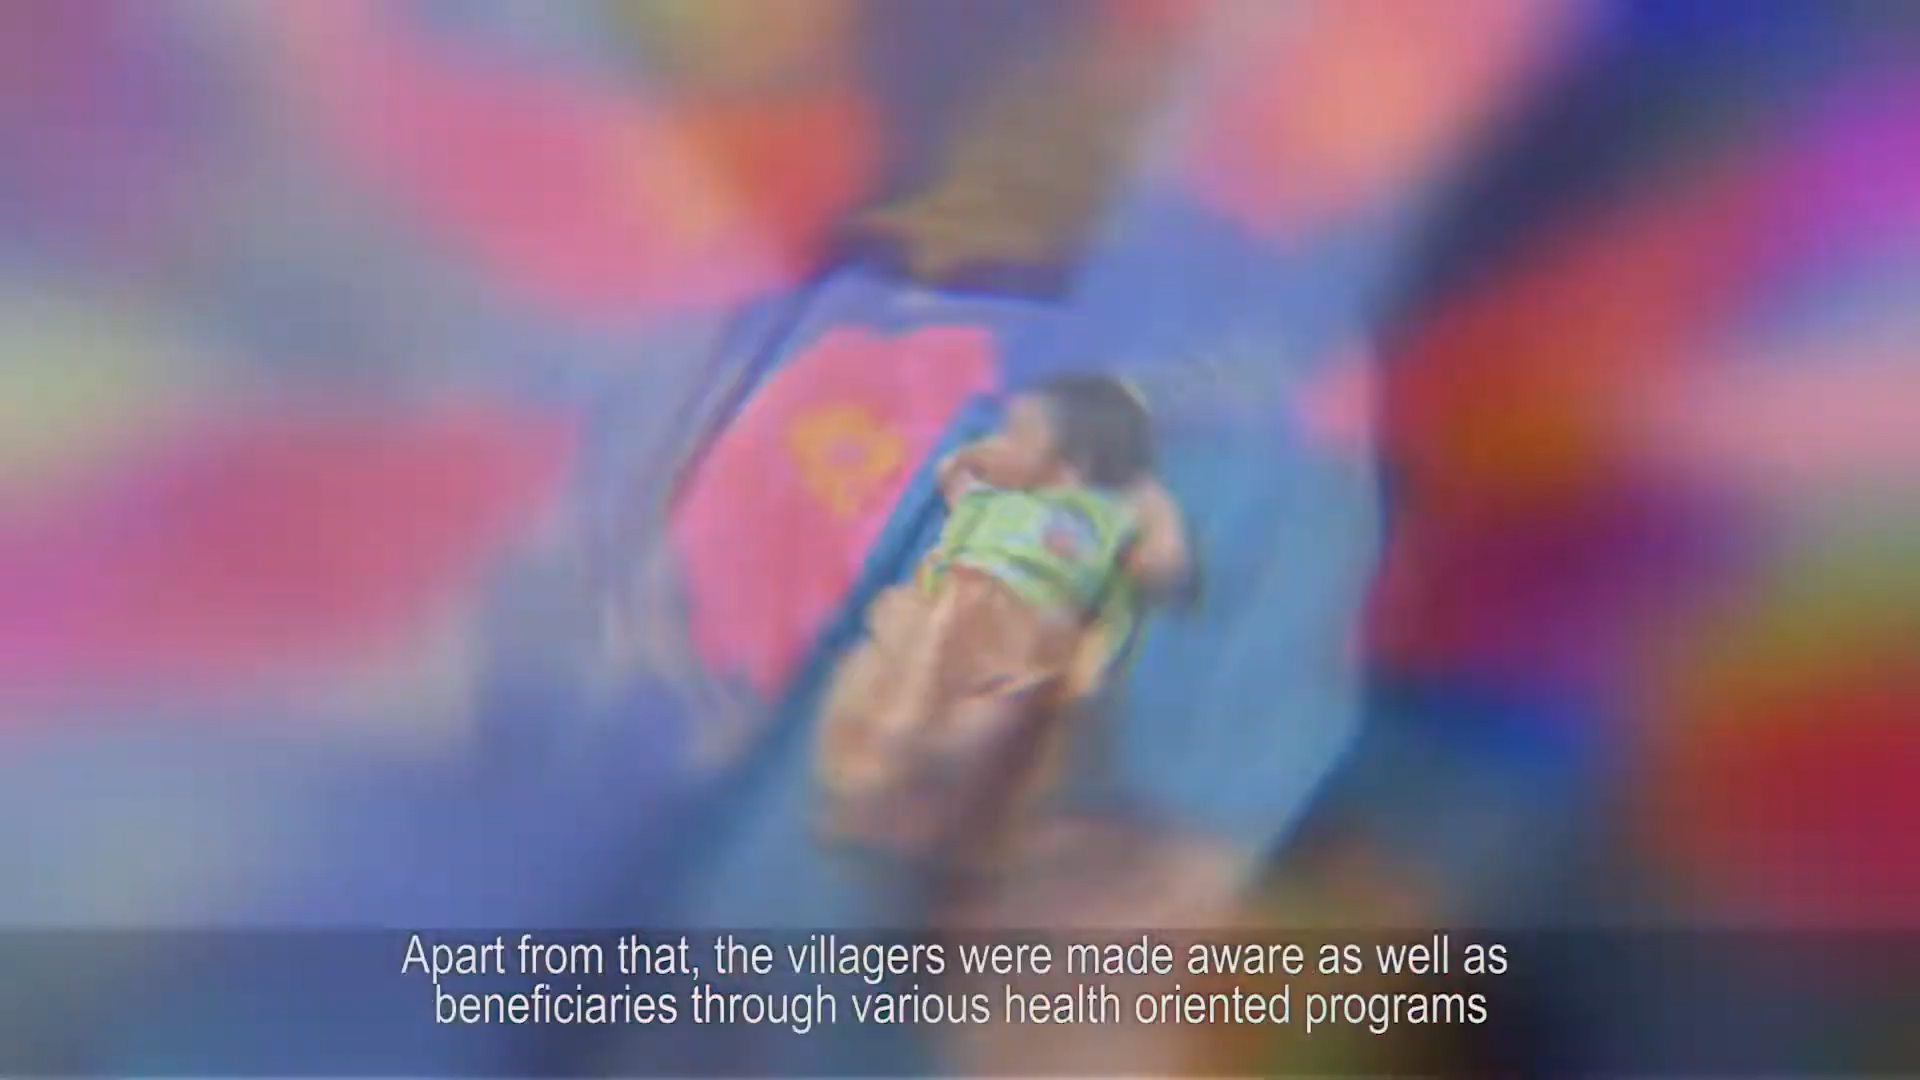 Apart from that, the villagers were made aware as well as
beneficiaries through various health oriented programs